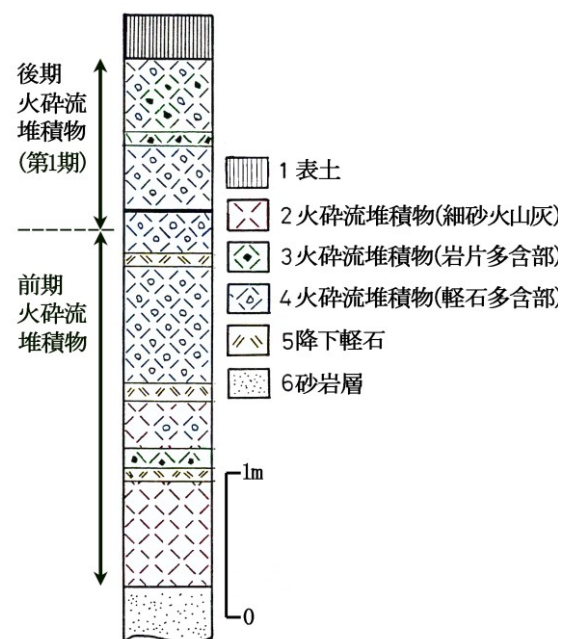 後期
火砕流
堆積物
(第1期)
前期
火砕流
堆積物
1 表土
2 火砕流堆積物(細砂火山灰)
3 火砕流堆積物(岩片多含部)
4 火砕流堆積物(軽石多含部)
5 降下軽石
6 砂岩層
1m
0